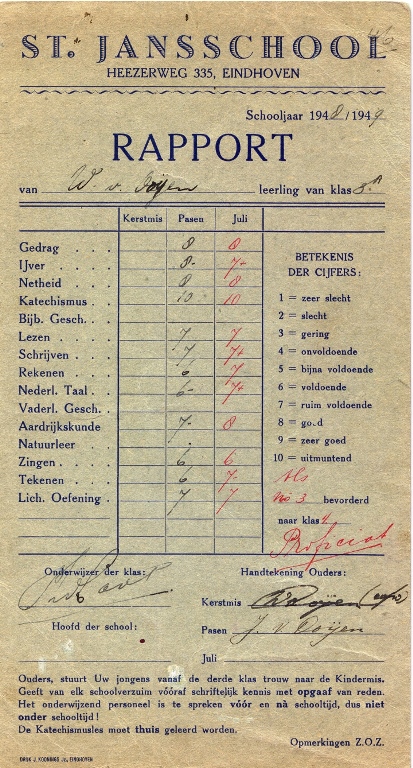 ST. JANSSCHOOL
HEEZERWEG 335, EINDHOVEN
Schooljaar 1948/1949
RAPPORT
van W. v. Ooÿen leerling van klas 3A
Kerstmis Pasen Juli
Gedrag . . . . 8 8
IJver . . . . 8- 7+
Netheid . . . 8 8
Katechismus . . 10 10
Bijb. Gesch. . .
Lezen . . . . 7 7
Schrijven . . . 7 7+
Rekenen . . . 6 7
Nederl. Taal . . 6- 7+
Vaderl. Gesch. .
Aardrijkskunde 7- 8
Natuurleer .
Zingen . . . . 6 6
Tekenen . . . 6 7-
Lich. Oefening . 7 7
BETEKENIS
DER CIJFERS:
1 = zeer slecht
2 = slecht
3 = gering
4 = onvoldoende
5 = bijna voldoende
6 = voldoende
7 = ruim voldoende
8 = goed
9 = zeer goed
10 = uitmuntend
Als
No 3 bevorderd
naar klas 4
Proficiat
Onderwijzer der klas:
Hoofd der school:
Handtekening Ouders:
Kerstmis
Pasen J. v Ooÿen
Juli
Ouders, stuurt Uw jongens vanaf de derde klas trouw naar de Kindermis.
Geeft van elk schoolverzuim vóóraf schriftelijk kennis met opgaaf van reden.
Het onderwijzend personeel is te spreken vóór en nà schooltijd, dus niet
onder schooltijd!
De Katechismusles moet thuis geleerd worden.
Opmerkingen Z.O.Z.
DRUK J. KOONINGS Jz., EINDHOVEN